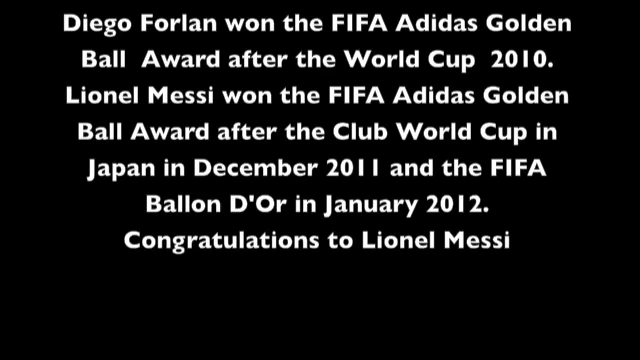 Diego Forlan won the FIFA Adidas Golden
Ball Award after the World Cup 2010.
Lionel Messi won the FIFA Adidas Golden
Ball Award after the Club World Cup in
Japan in December 2011 and the FIFA
Ballon D'Or in January 2012.
Congratulations to Lionel Messi